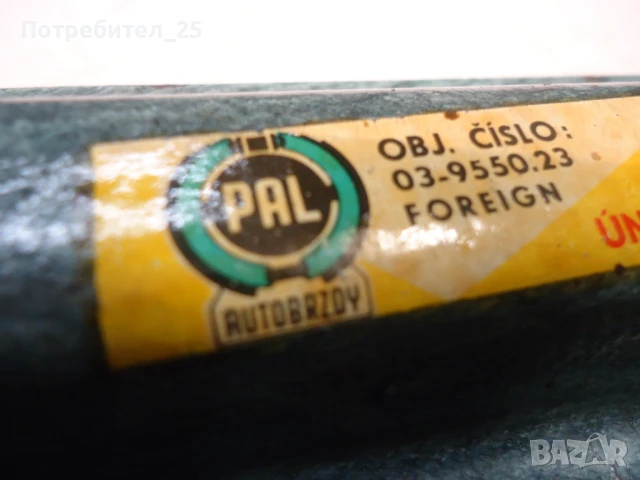 Потребител_25
PAL
AUTOBRZDY
OBJ. ČÍSLO:
03-9550.23
FOREIGN
ÚN
BAZAR